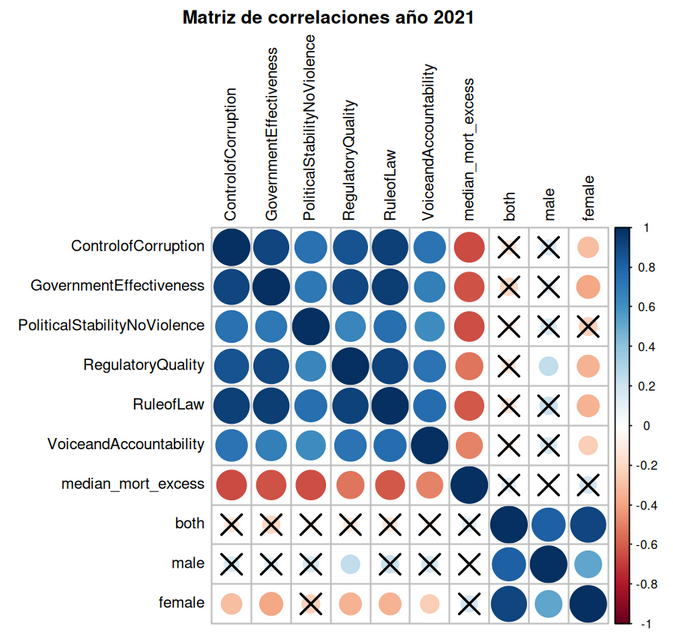 Matriz de correlaciones año 2021
ControlofCorruption
GovernmentEffectiveness
PoliticalStabilityNoViolence
RegulatoryQuality
RuleofLaw
VoiceandAccountability
median_mort_excess
both
male
female
ControlofCorruption
GovernmentEffectiveness
PoliticalStabilityNoViolence
RegulatoryQuality
RuleofLaw
VoiceandAccountability
median_mort_excess
both
male
female
1
0.8
0.6
0.4
0.2
0
-0.2
-0.4
-0.6
-0.8
-1